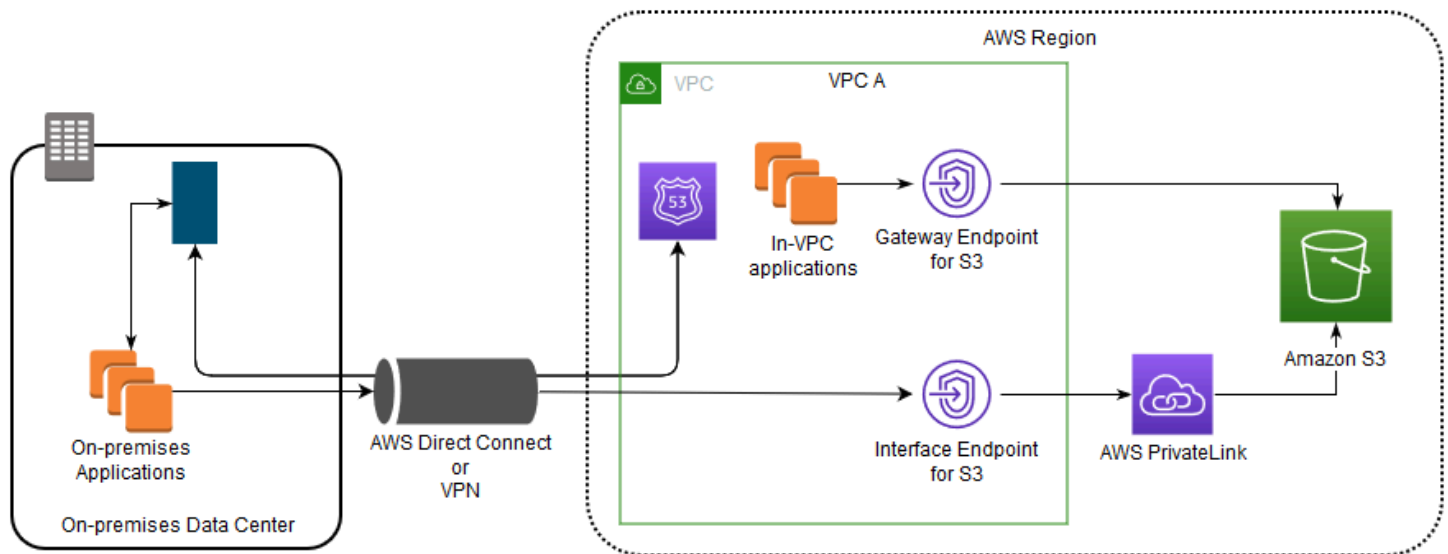 AWS Region
VPC
VPC A
53
In-VPC
applications
Gateway Endpoint
for S3
Amazon S3
On-premises
Applications
AWS Direct Connect
or
VPN
Interface Endpoint
for S3
AWS PrivateLink
On-premises Data Center